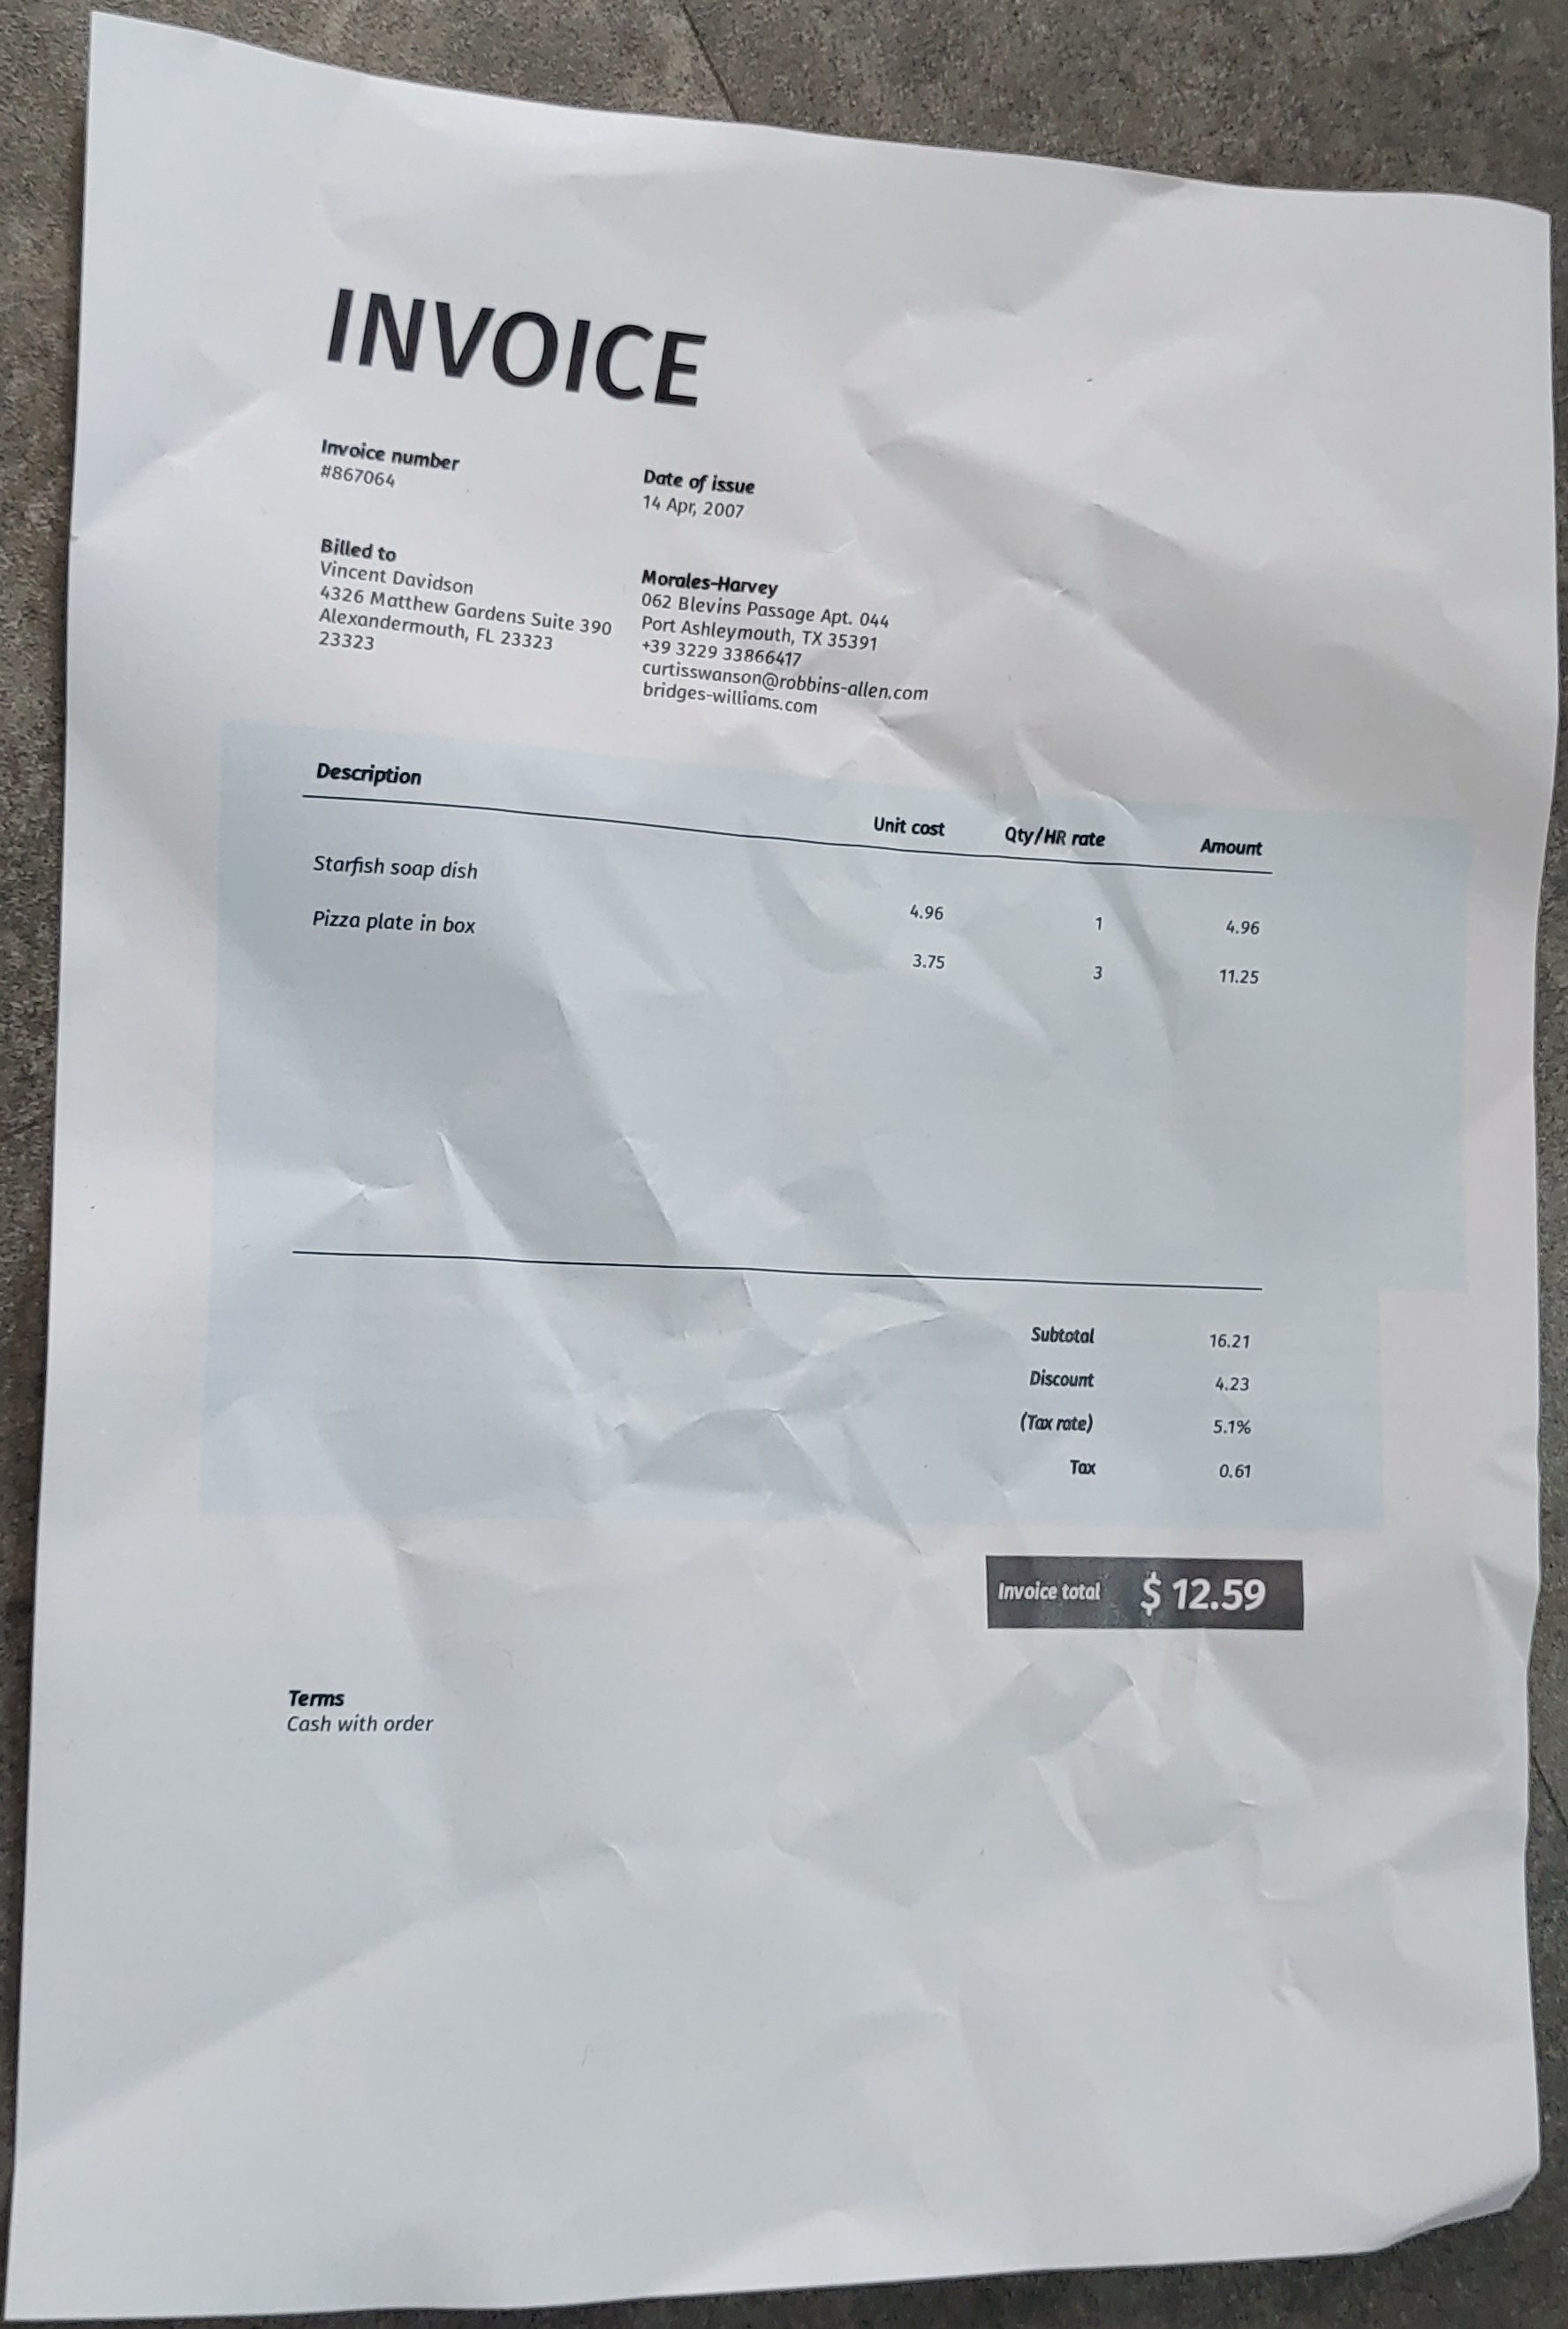 INVOICE
Invoice number
#867064
Date of issue
14 Apr, 2007
Billed to
Vincent Davidson
4326 Matthew Gardens Suite 390
Alexandermouth, FL 23323
23323
Morales-Harvey
062 Blevins Passage Apt. 044
Port Ashleymouth, TX 35391
+39 3229 33866417
curtisswanson@robbins-allen.com
bridges-williams.com
Description Unit cost Qty/HR rate Amount
Starfish soap dish 4.96 1 4.96
Pizza plate in box 3.75 3 11.25
Subtotal 16.21
Discount 4.23
(Tax rate) 5.1%
Tax 0.61
Invoice total $ 12.59
Terms
Cash with order